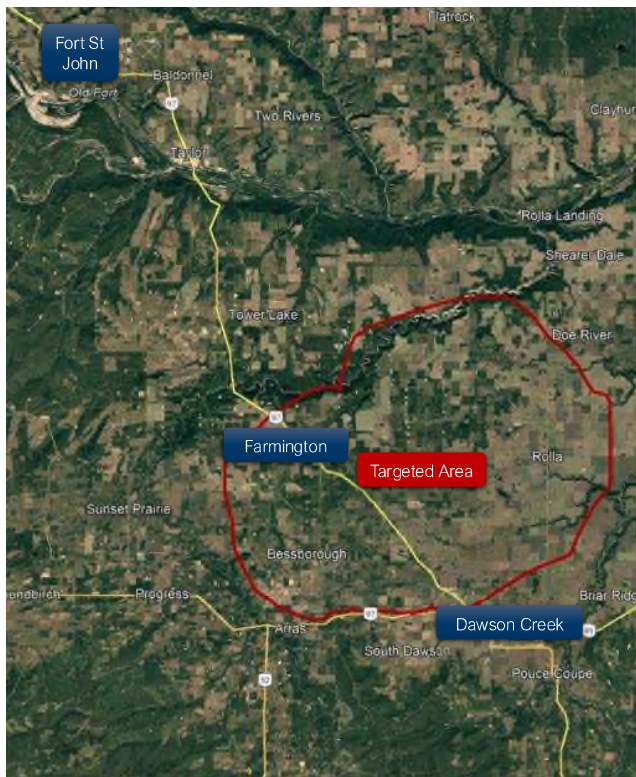 Flatrock
Fort St
John
Baldonnel
Old Fort
97
Clayhur
Two Rivers
Taylor
Rolla Landing
Shearer Dale
Tower Lake
Doe River
97
Farmington
Rolla
Targeted Area
Sunset Prairie
Bessborough
Progress
Briar Ridg
97
Dawson Creek
Arras
49
South Dawson
Pouce Coupe
52